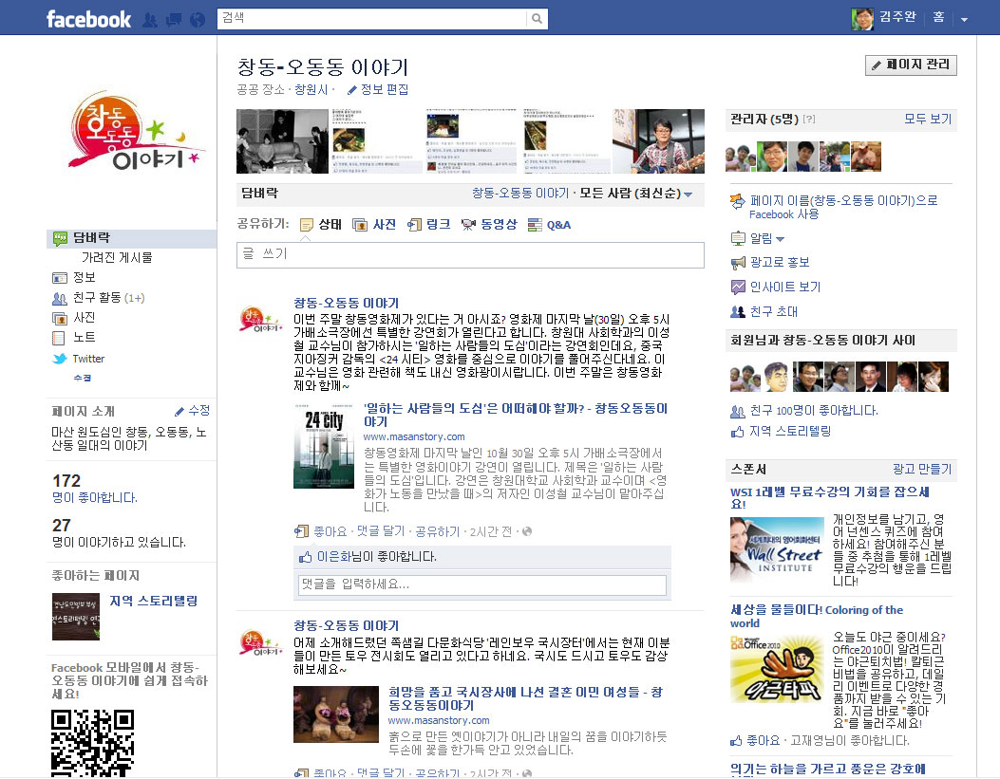 facebook
검색
김주완
홈
창동
오동동
이야기
담벼락
가려진 게시물
정보
친구 활동 (1+)
사진
노트
Twitter
수정
페이지 소개
수정
마산 원도심인 창동, 오동동, 노
산동 일대의 이야기
172
명이 좋아합니다.
27
명이 이야기하고 있습니다.
좋아하는 페이지
지역 스토리텔링
Facebook 모바일에서 창동-
오동동 이야기에 쉽게 접속하
세요!
창동-오동동 이야기
공공 장소 · 창원시 · 정보 편집
담벼락
창동-오동동 이야기 · 모든 사람 (최신순)
공유하기: 상태 사진 링크 동영상 Q&A
글 쓰기
창동-오동동 이야기
이번 주말 창동영화제가 있다는 거 아시죠? 영화제 마지막 날(30일) 오후 5시
가배소극장에선 특별한 강연회가 열린다고 합니다. 창원대 사회학과의 이성
철 교수님이 참가하시는 '일하는 사람들의 도심'이라는 강연회인데요, 중국
지아장커 감독의 <24 시티> 영화를 중심으로 이야기를 풀어주신다네요. 이
교수님은 영화 관련해 책도 내신 영화광이시랍니다. 이번 주말은 창동영화
제와 함께~
24 city
'일하는 사람들의 도심'은 어떠해야 할까? - 창동오동동이
야기
www.masanstory.com
창동영화제 마지막 날인 10월 30일 오후 5시 가배소극장에서
는 특별한 영화이야기 강연이 열립니다. 제목은 '일하는 사람
들의 도심'입니다. 강연은 창원대학교 사회학과 교수이며 <영
화가 노동을 만났을 때>의 저자인 이성철 교수님이 맡아주십
니다.
좋아요 · 댓글 달기 · 공유하기 · 2시간 전 ·
이은화님이 좋아합니다.
댓글을 입력하세요...
창동-오동동 이야기
어제 소개해드렸던 쪽샘길 다문화식당 '레인보우 국시장터'에서는 현재 이분
들이 만든 토우 전시회도 열리고 있다고 하네요. 국시도 드시고 토우도 감상
해보세요~
희망을 품고 국시장사에 나선 결혼 이민 여성들 - 창
동오동동이야기
www.masanstory.com
흙으로 만든 옛이야기가 아니라 내일의 꿈을 이야기하듯
두손에 꽃을 한가득 안고 있었습니다.
좋아요 · 댓글 달기 · 공유하기 · 2시간 전 ·
페이지 관리
관리자 (5명) [?]
모두 보기
페이지 이름(창동-오동동 이야기)으로
Facebook 사용
알림
광고로 홍보
인사이트 보기
친구 초대
회원님과 창동-오동동 이야기 사이
친구 100명이 좋아합니다.
지역 스토리텔링
스폰서
광고 만들기
WSI 1레벨 무료수강의 기회를 잡으세
요!
세계최대의 영어회화센터
Wall Street
INSTITUTE
개인정보를 남기고, 영
어 넌센스 퀴즈에 참여
하세요! 참여해주신 분
들 중 추첨을 통해 1레벨
무료수강의 행운을 드립
니다!
세상을 물들이다! Coloring of the
world
Office2010
야근타파
오늘도 야근 중이세요?
Office2010이 알려드리
는 야근퇴치법! 칼퇴근
비법을 공유하고, 데일
리 이벤트로 다양한 경
품까지 받을 수 있는 기
회. 지금 바로 "좋아
요"를 눌러주세요!
좋아요 · 고재영님이 좋아합니다.
의기는 하늘을 가르고 풍운은 강호에